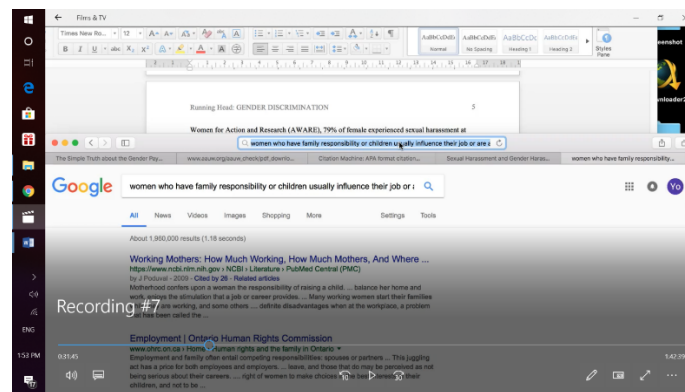 Films & TV
Times New Ro... 12
AaBbCcDdEe AaBbCcDdEe AaBbCcDc AaBbCcDdE
Normal No Spacing Heading 1 Heading 2 Styles Pane
Running Head: GENDER DISCRIMINATION 5
Women for Action and Research (AWARE), 79% of female experienced sexual harassment at
women who have family responsibility or children usually influence their job or are a
The Simple Truth about the Gender Pay... Citation Machine: APA format citation... Sexual Harassment and Gender Haras... women who have family responsibility...
Google women who have family responsibility or children usually influence their job or a Yo
All News Videos Images Shopping More Settings Tools
About 1,960,000 results (1.18 seconds)
Working Mothers: How Much Working, How Much Mothers, And Where ...
https://www.ncbi.nlm.nih.gov › NCBI › Literature › PubMed Central (PMC)
by J Poduval - 2009 - Cited by 26 - Related articles
Motherhood confers upon a woman the responsibility of raising a child. ... balance her home and
work, enjoys the stimulation that a job or career provides. ... Many working women start their families
are working, and some others ... definite disadvantages when at the workplace, a problem
has been called the ...
Recording #7
Employment | Ontario Human Rights Commission
www.ohrc.on.ca › Home › Human rights and the family in Ontario
Employment and family often entail competing responsibilities: spouses or partners ... This juggling
act has a price for both employees and employers. ... leave, and those that do may be perceived as not
being serious about their careers. ... right of women to make choices been their
children, and not to be ...
0:31:45 1:42:39
10 30
ENG
1:53 PM